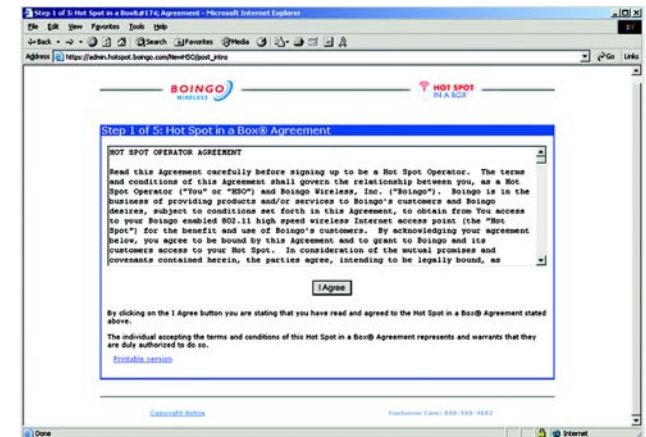 Step 1 of 5: Hot Spot in a Box&#174; Agreement - Microsoft Internet Explorer
File Edit View Favorites Tools Help
Back Search Favorites Media
Address https://admin.hotspot.boingo.com/NewHSO/post_intro Go Links
BOINGO
WIRELESS
HOT SPOT
IN A BOX
Step 1 of 5: Hot Spot in a Box® Agreement
HOT SPOT OPERATOR AGREEMENT
Read this Agreement carefully before signing up to be a Hot Spot Operator. The terms
and conditions of this Agreement shall govern the relationship between you, as a Hot
Spot Operator ("You" or "HSO") and Boingo Wireless, Inc. ("Boingo"). Boingo is in the
business of providing products and/or services to Boingo's customers and Boingo
desires, subject to conditions set forth in this Agreement, to obtain from You access
to your Boingo enabled 802.11 high speed wireless Internet access point (the "Hot
Spot") for the benefit and use of Boingo's customers. By acknowledging your agreement
below, you agree to be bound by this Agreement and to grant to Boingo and its
customers access to your Hot Spot. In consideration of the mutual promises and
covenants contained herein, the parties agree, intending to be legally bound, as
I Agree
By clicking on the I Agree button you are stating that you have read and agreed to the Hot Spot in a Box® Agreement stated
above.
The individual accepting the terms and conditions of this Hot Spot in a Box® Agreement represents and warrants that they
are duly authorized to do so.
Printable version
Copyright Notice
Customer Care:
Done
Internet